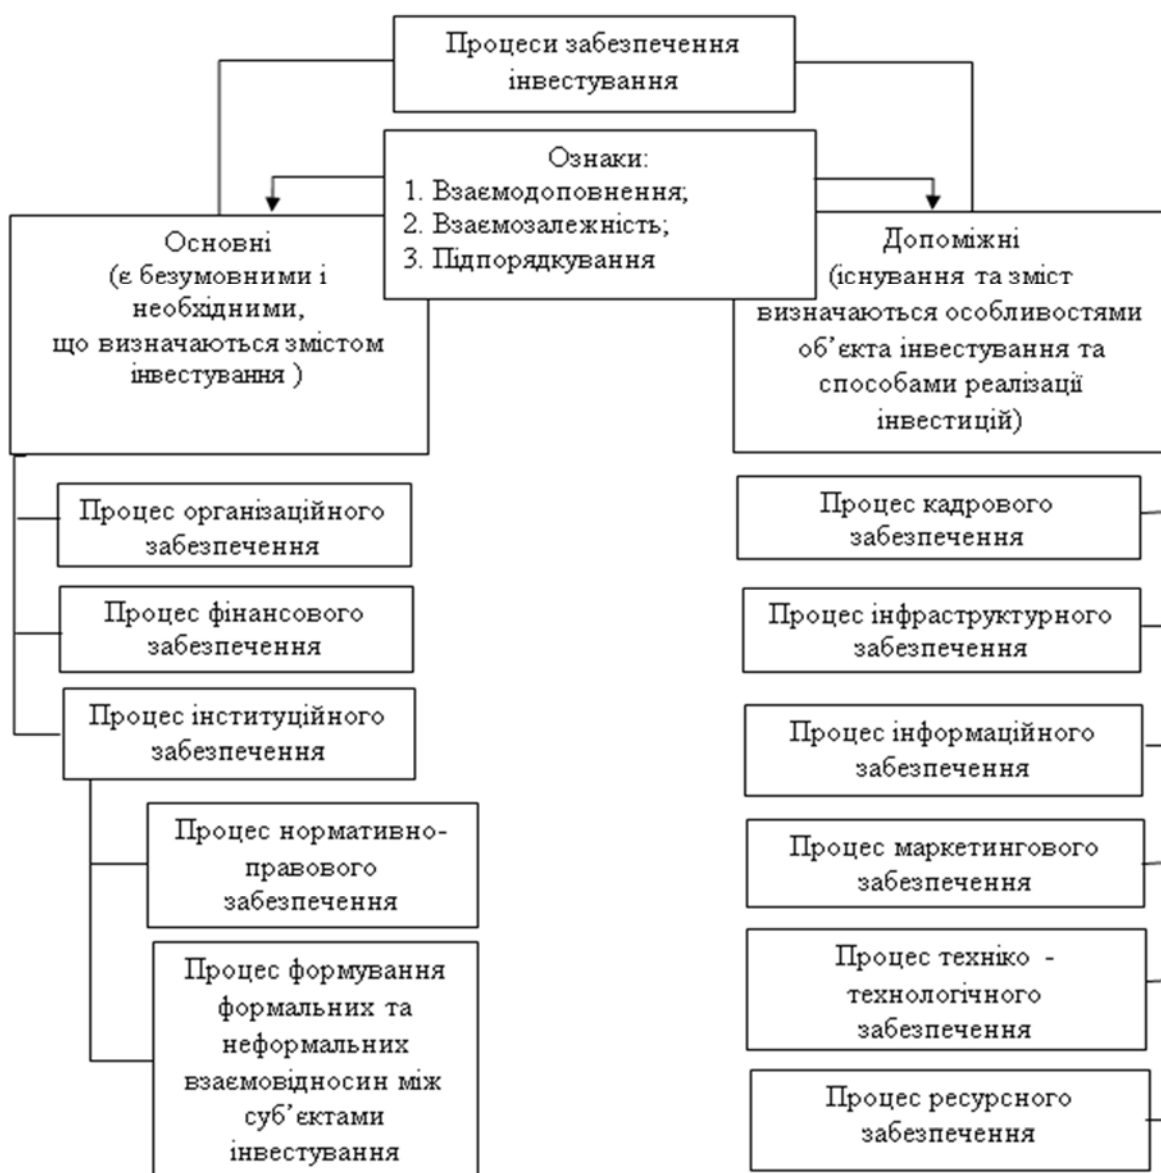 Процеси забезпечення
інвестування
Ознаки:
1. Взаємодоповнення;
2. Взаємозалежність;
3. Підпорядкування
Основні
(є безумовними і
необхідними,
що визначаються змістом
інвестування )
Процес організаційного
забезпечення
Процес фінансового
забезпечення
Процес інституційного
забезпечення
Процес нормативно-
правового
забезпечення
Процес формування
формальних та
неформальних
взаємовідносин між
суб’єктами
інвестування
Допоміжні
(існування та зміст
визначаються особливостями
об’єкта інвестування та
способами реалізації
інвестицій)
Процес кадрового
забезпечення
Процес інфраструктурного
забезпечення
Процес інформаційного
забезпечення
Процес маркетингового
забезпечення
Процес техніко -
технологічного
забезпечення
Процес ресурсного
забезпечення